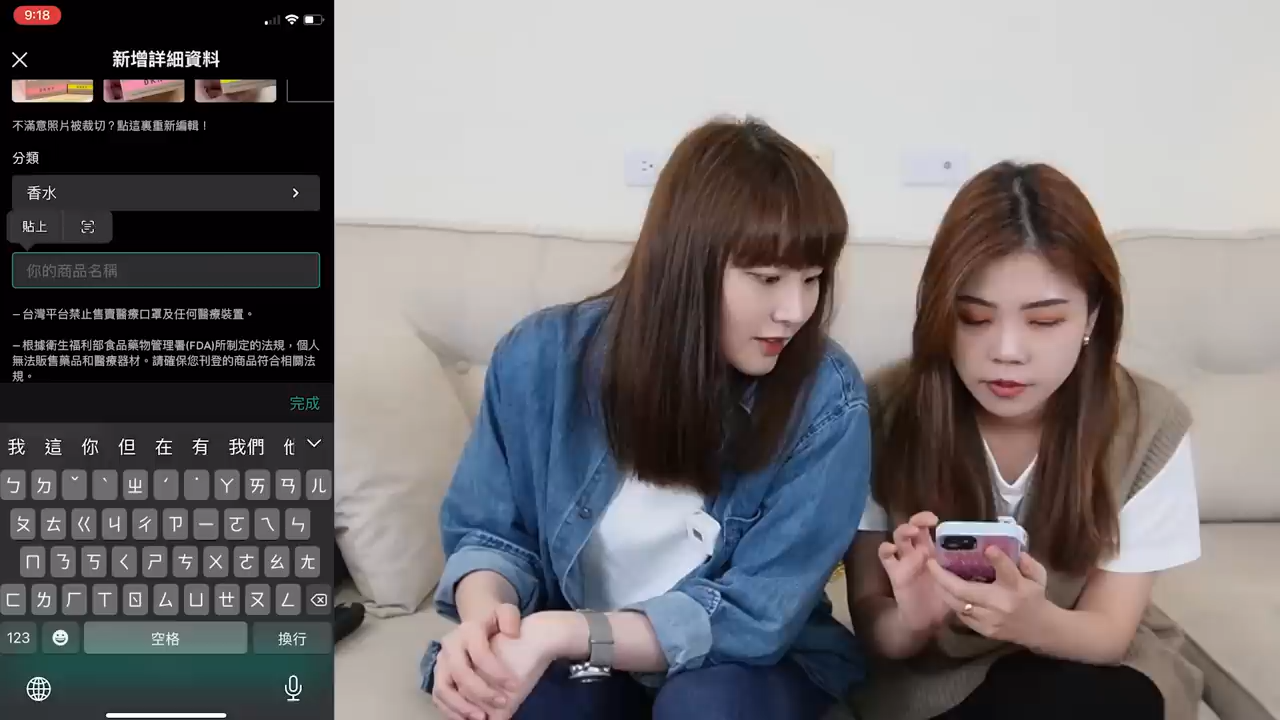 9:18
新增詳細資料
不滿意照片被裁切？點這裏重新編輯！
分類
香水
貼上
你的商品名稱
– 台灣平台禁止售賣醫療口罩及任何醫療裝置。
– 根據衛生福利部食品藥物管理署(FDA)所制定的法規，個人
無法販售藥品和醫療器材。請確保您刊登的商品符合相關法
規。
完成
我 這 你 但 在 有 我們
ㄅ ㄉ ˇ ˋ ㄓ ˊ ˙ ㄚ ㄞ ㄢ ㄦ
ㄆ ㄊ ㄍ ㄐ ㄔ ㄗ ㄧ ㄛ ㄟ ㄣ
ㄇ ㄋ ㄎ ㄑ ㄕ ㄘ ㄨ ㄜ ㄠ ㄤ
ㄈ ㄌ ㄏ ㄒ ㄖ ㄙ ㄩ ㄝ ㄡ ㄥ
123 空格 換行